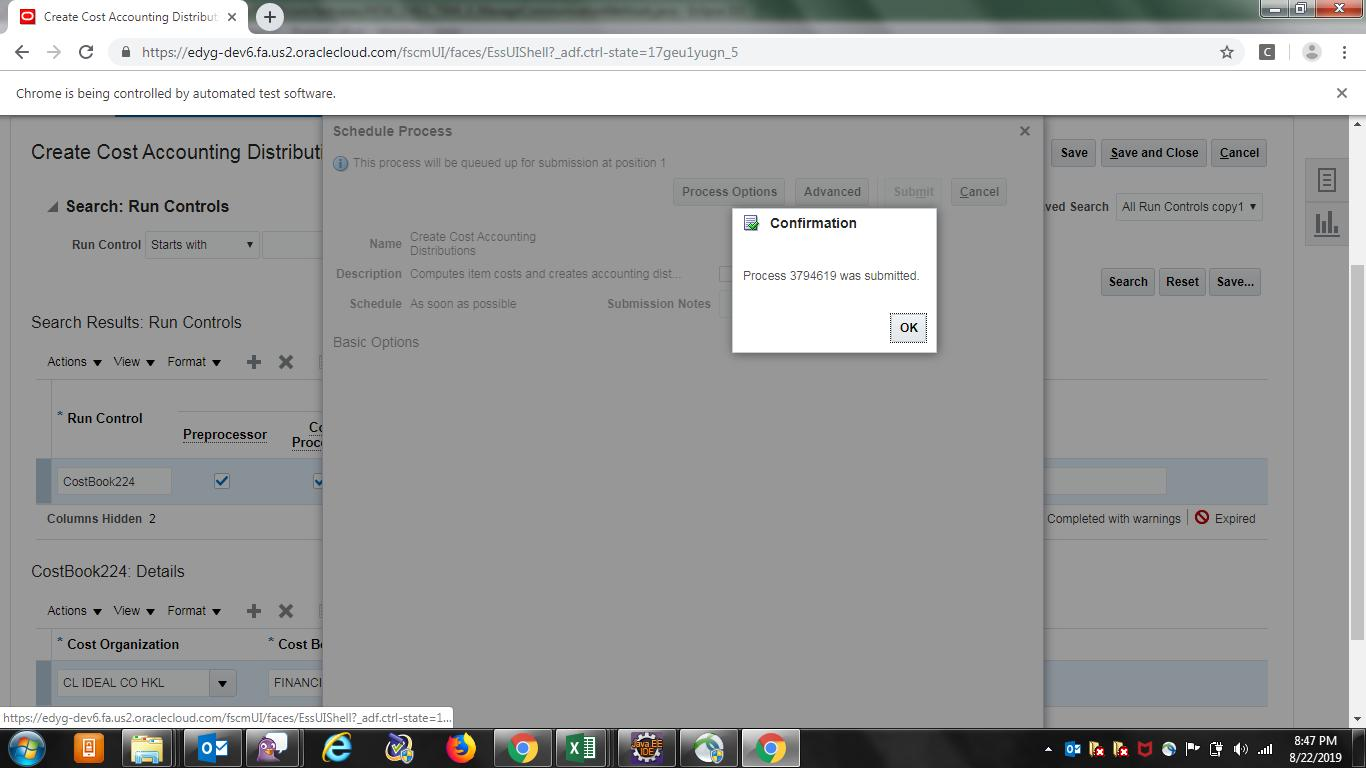 Create Cost Accounting Distribut
https://edyg-dev6.fa.us2.oraclecloud.com/fscmUI/faces/EssUIShell?_adf.ctrl-state=17geu1yugn_5
C
Chrome is being controlled by automated test software.
Schedule Process
Create Cost Accounting Distributi
Save
Save and Close
Cancel
This process will be queued up for submission at position 1
Process Options
Advanced
Submit
Cancel
Search: Run Controls
ved Search
All Run Controls copy1
Confirmation
Run Control
Starts with
Name
Create Cost Accounting
Distributions
Description
Computes item costs and creates accounting dist...
Process 3794619 was submitted.
Search
Reset
Save...
Schedule
As soon as possible
Submission Notes
OK
Search Results: Run Controls
Basic Options
Actions
View
Format
* Run Control
Preprocessor
Co
Proce
CostBook224
Columns Hidden 2
Completed with warnings
Expired
CostBook224: Details
Actions
View
Format
* Cost Organization
* Cost Bo
CL IDEAL CO HKL
FINANCI
https://edyg-dev6.fa.us2.oraclecloud.com/fscmUI/faces/EssUIShell?_adf.ctrl-state=1...
Java EE
IDE
8:47 PM
8/22/2019